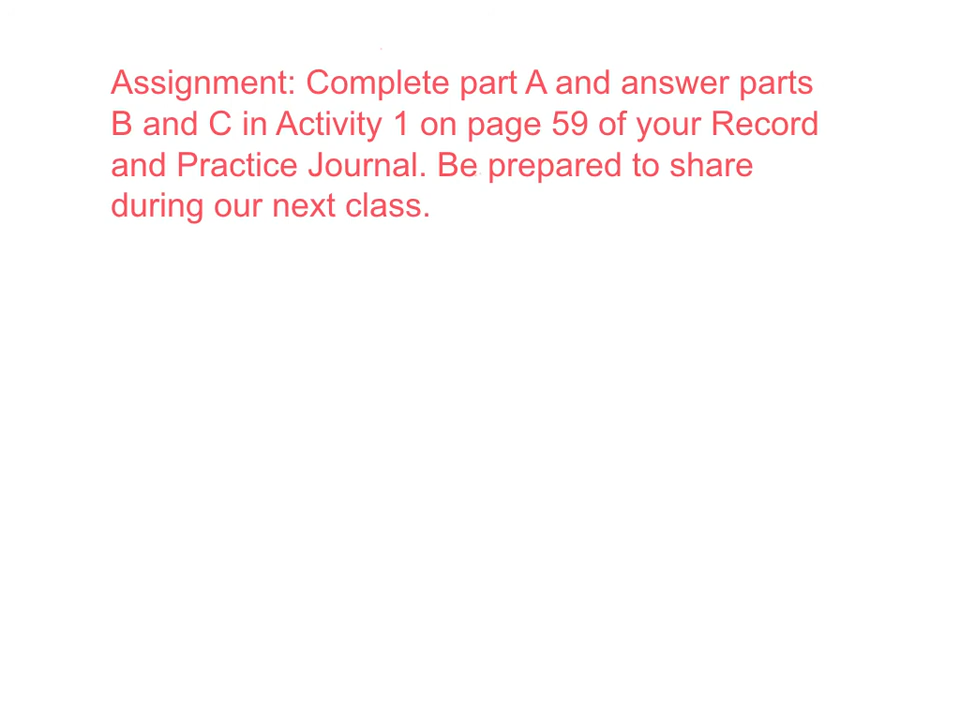 Assignment: Complete part A and answer parts
B and C in Activity 1 on page 59 of your Record
and Practice Journal. Be prepared to share
during our next class.